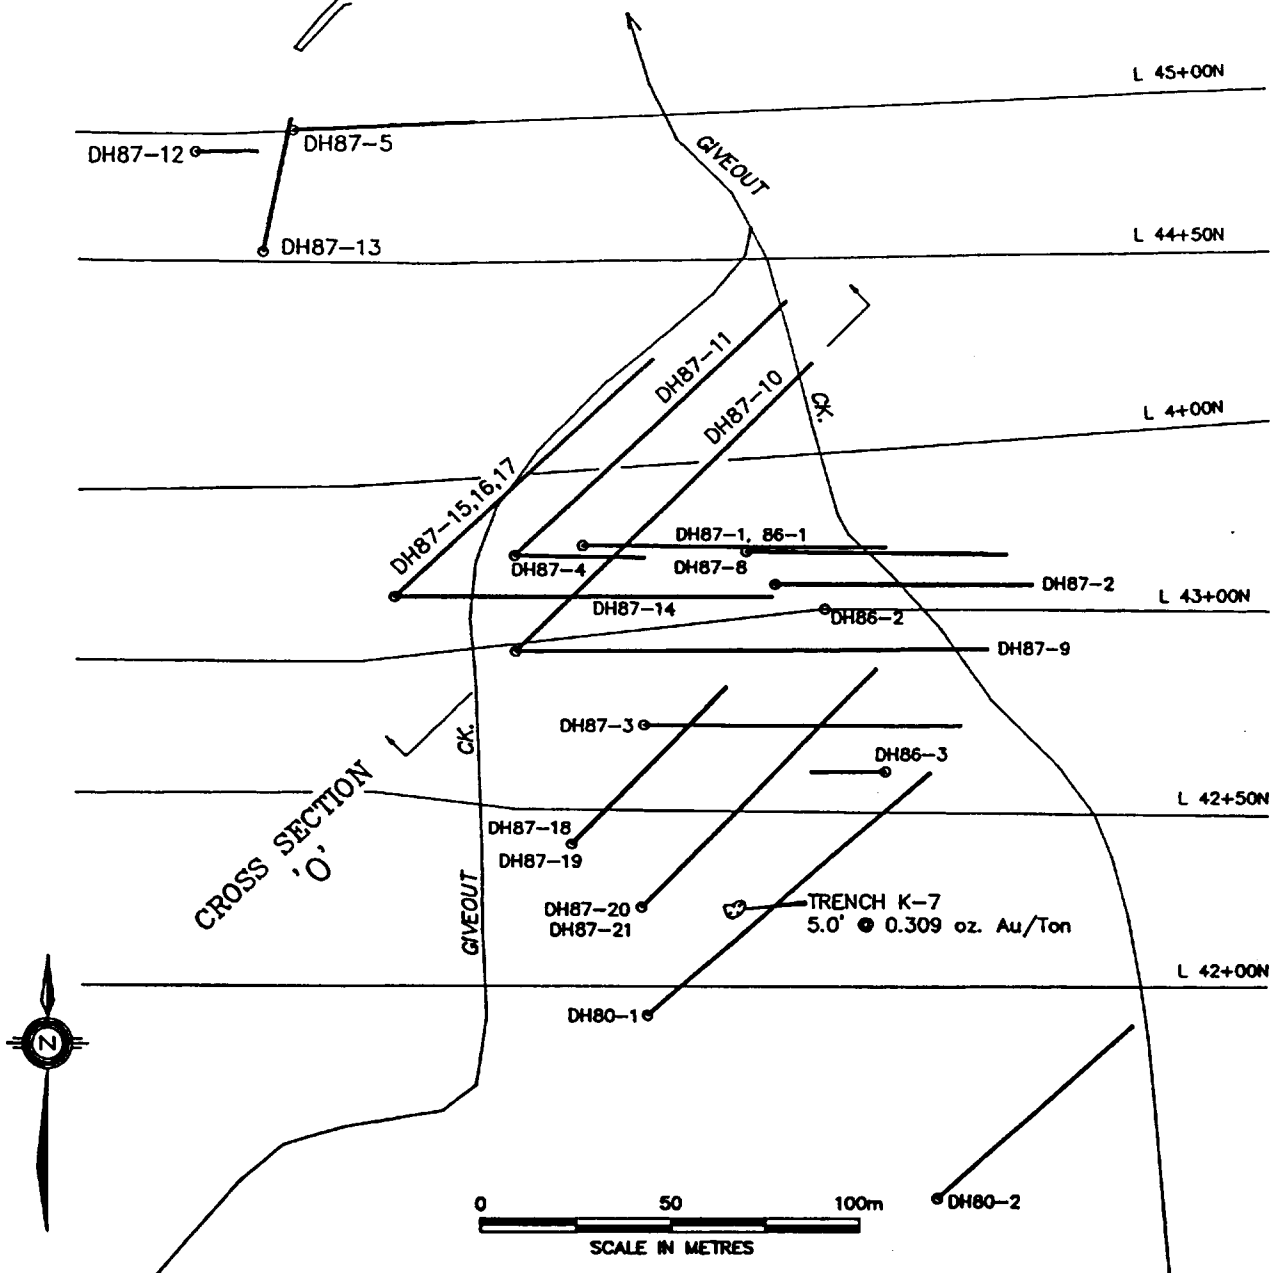 L 45+00N
GIVEOUT
DH87-5
DH87-12
L 44+50N
DH87-13
DH87-11
DH87-10
CK.
L 4+00N
DH87-15,16,17
DH87-1, 86-1
DH87-4
DH87-8
DH87-2
L 43+00N
DH87-14
DH86-2
DH87-9
DH87-3
CK.
DH86-3
CROSS SECTION
'O'
L 42+50N
DH87-18
DH87-19
GIVEOUT
DH87-20
DH87-21
TRENCH K-7
5.0' @ 0.309 oz. Au/Ton
L 42+00N
DH80-1
N
0 50 100m
DH80-2
SCALE IN METRES